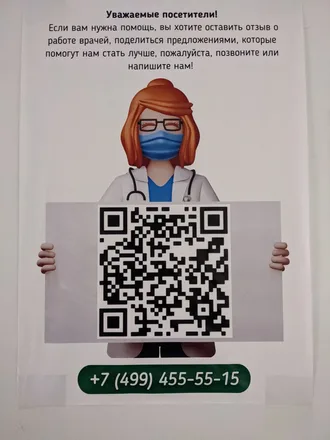 Уважаемые посетители!
Если вам нужна помощь, вы хотите оставить отзыв о
работе врачей, поделиться предложениями, которые
помогут нам стать лучше, пожалуйста, позвоните или
напишите нам!
+7 (499) 455-55-15